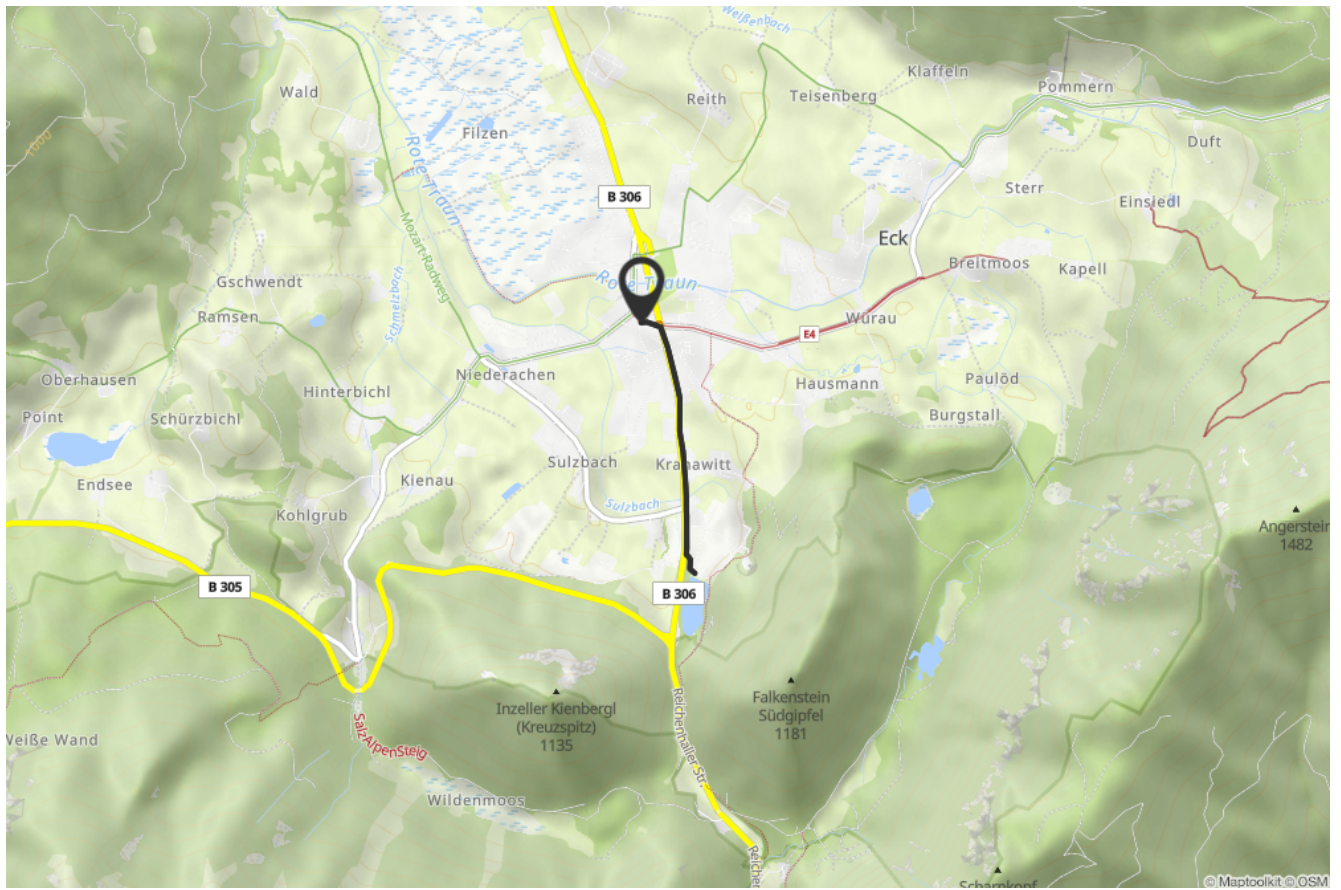 Weißenbach
Klaffeln
Pommern
Wald
Reith
Teisenberg
Filzen
1000
Duft
Rote Traun
B 306
Sterr
Einsiedl
Mozart-Radweg
Eck
Breitmoos
Kapell
Schmelzbach
Gschwendt
Rote Traun
Ramsen
Wurau
E4
Niederachen
Oberhausen
Hinterbichl
Hausmann
Paulöd
Point
Schürzbichl
Burgstall
Sulzbach
Kranawitt
Endsee
Kienau
Kohlgrub
Sulzbach
Angerstein
1482
B 305
B 306
Inzeller Kienbergl
(Kreuzspitz)
1135
Falkenstein
Südgipfel
1181
Weiße Wand
SalzAlpenSteig
Reichenhaller Str.
Wildenmoos
Reichen
Scharnkopf
© Maptoolkit © OSM